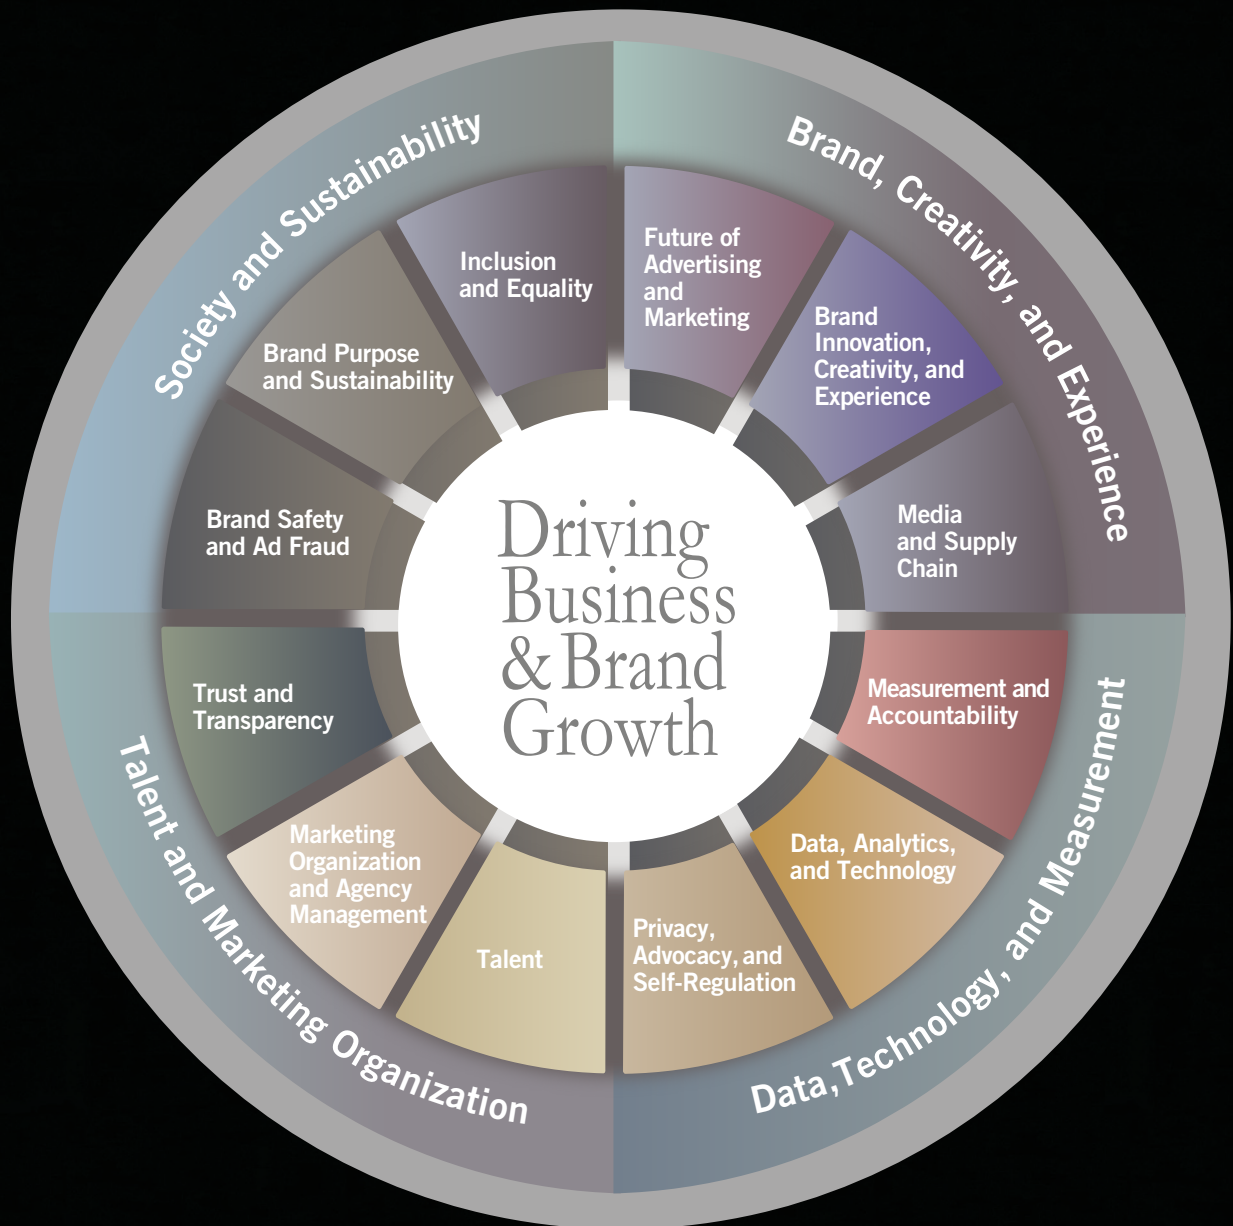 Society and Sustainability
Brand, Creativity, and Experience
Inclusion
and Equality
Future of
Advertising
and
Marketing
Brand Purpose
and Sustainability
Brand
Innovation,
Creativity, and
Experience
Brand Safety
and Ad Fraud
Media
and Supply
Chain
Driving
Business
& Brand
Growth
Trust and
Transparency
Measurement and
Accountability
Marketing
Organization
and Agency
Management
Data, Analytics,
and Technology
Talent
Privacy,
Advocacy, and
Self-Regulation
Talent and Marketing Organization
Data, Technology, and Measurement